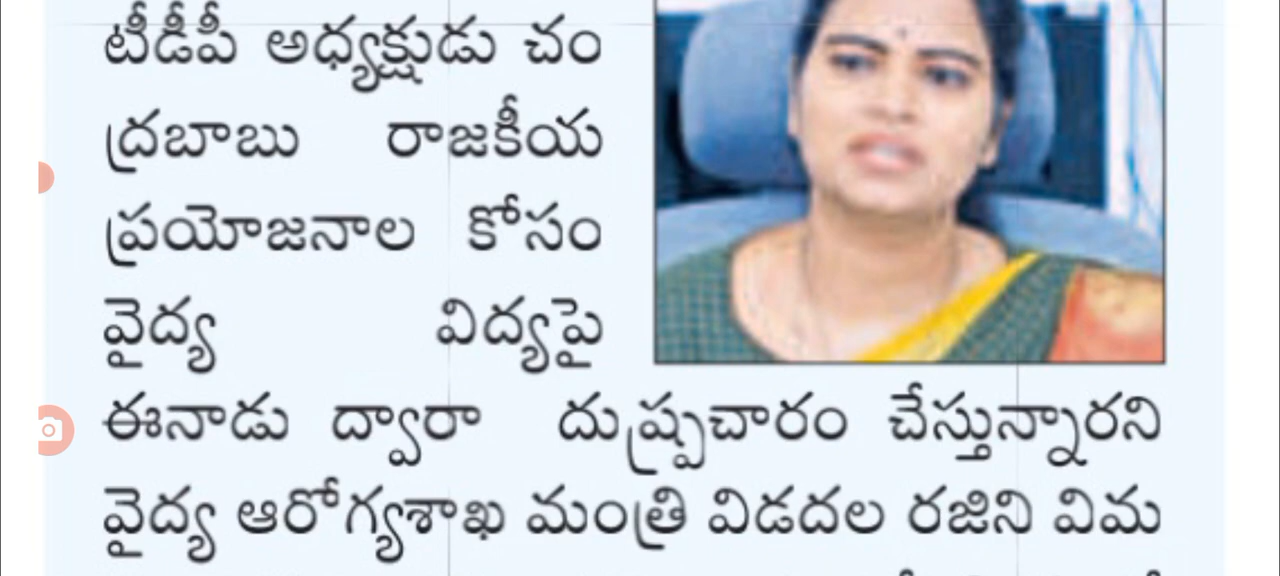 టీడీపీ అధ్యక్షుడు చం
ద్రబాబు రాజకీయ
ప్రయోజనాల కోసం
వైద్య విద్యపై
ఈనాడు ద్వారా దుష్ప్రచారం చేస్తున్నారని
వైద్య ఆరోగ్యశాఖ మంత్రి విడదల రజిని విమ